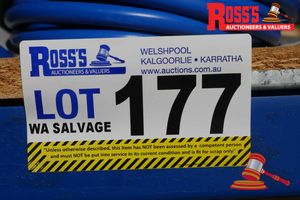 ROSS'S
AUCTIONEERS & VALUERS
ROSS'S
AUCTIONEERS & VALUERS
WELSHPOOL
KALGOORLIE • KARRATHA
www.auctions.com.au
LOT 177
WA SALVAGE
"Unless otherwise described, this item has NOT been assessed by a competent person
and must NOT be put into service in its current condition and is fit for scrap only."